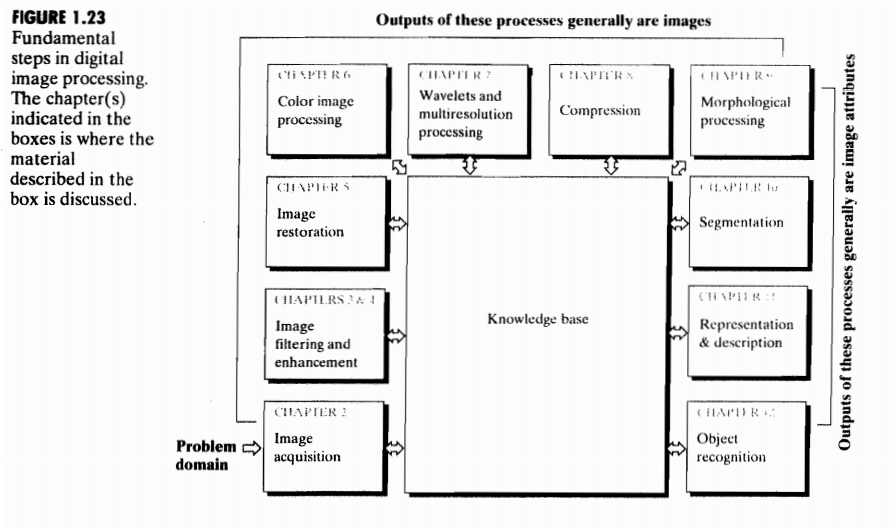 FIGURE 1.23
Fundamental
steps in digital
image processing.
The chapter(s)
indicated in the
boxes is where the
material
described in the
box is discussed.
Outputs of these processes generally are images
CHAPTER 6
Color image
processing
CHAPTER 7
Wavelets and
multiresolution
processing
CHAPTER 8
Compression
CHAPTER 9
Morphological
processing
CHAPTER 5
Image
restoration
CHAPTERS 3 & 4
Image
filtering and
enhancement
CHAPTER 2
Image
acquisition
Problem
domain
Knowledge base
CHAPTER 10
Segmentation
CHAPTER 11
Representation
& description
CHAPTER 12
Object
recognition
Outputs of these processes generally are image attributes